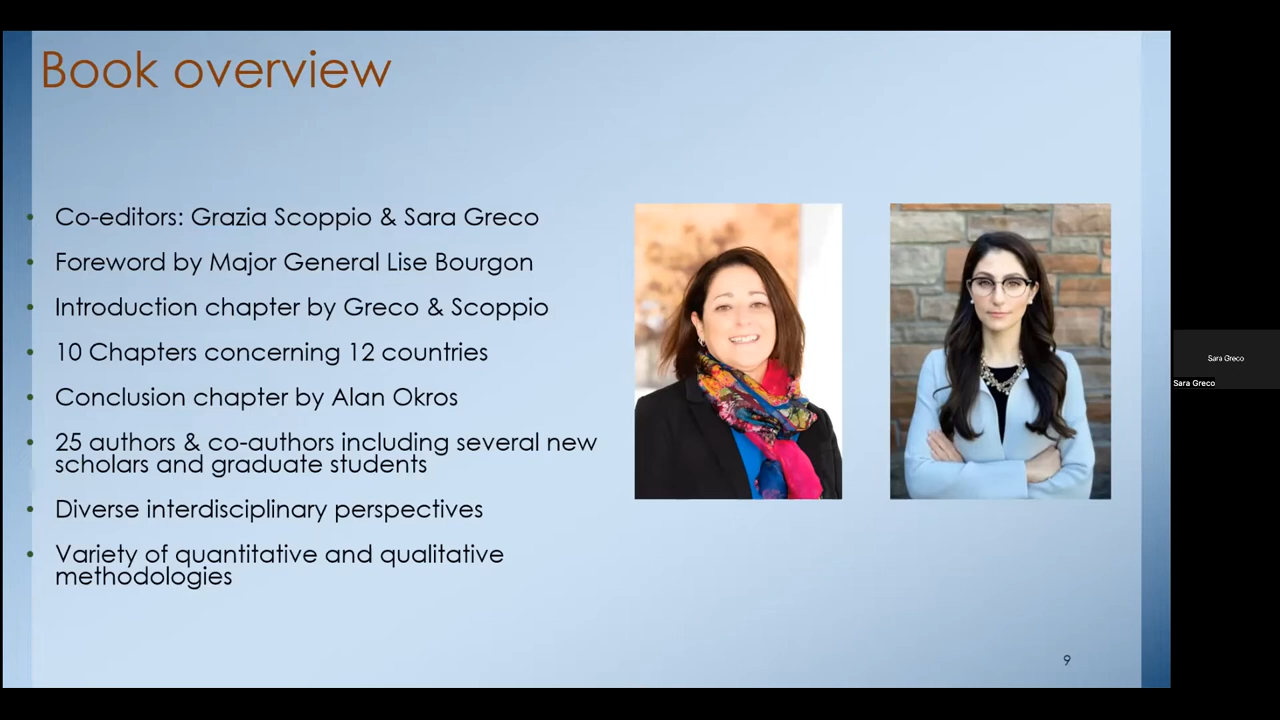 Book overview
• Co-editors: Grazia Scoppio & Sara Greco
• Foreword by Major General Lise Bourgon
• Introduction chapter by Greco & Scoppio
• 10 Chapters concerning 12 countries
• Conclusion chapter by Alan Okros
• 25 authors & co-authors including several new
scholars and graduate students
• Diverse interdisciplinary perspectives
• Variety of quantitative and qualitative
methodologies
9
Sara Greco
Sara Greco